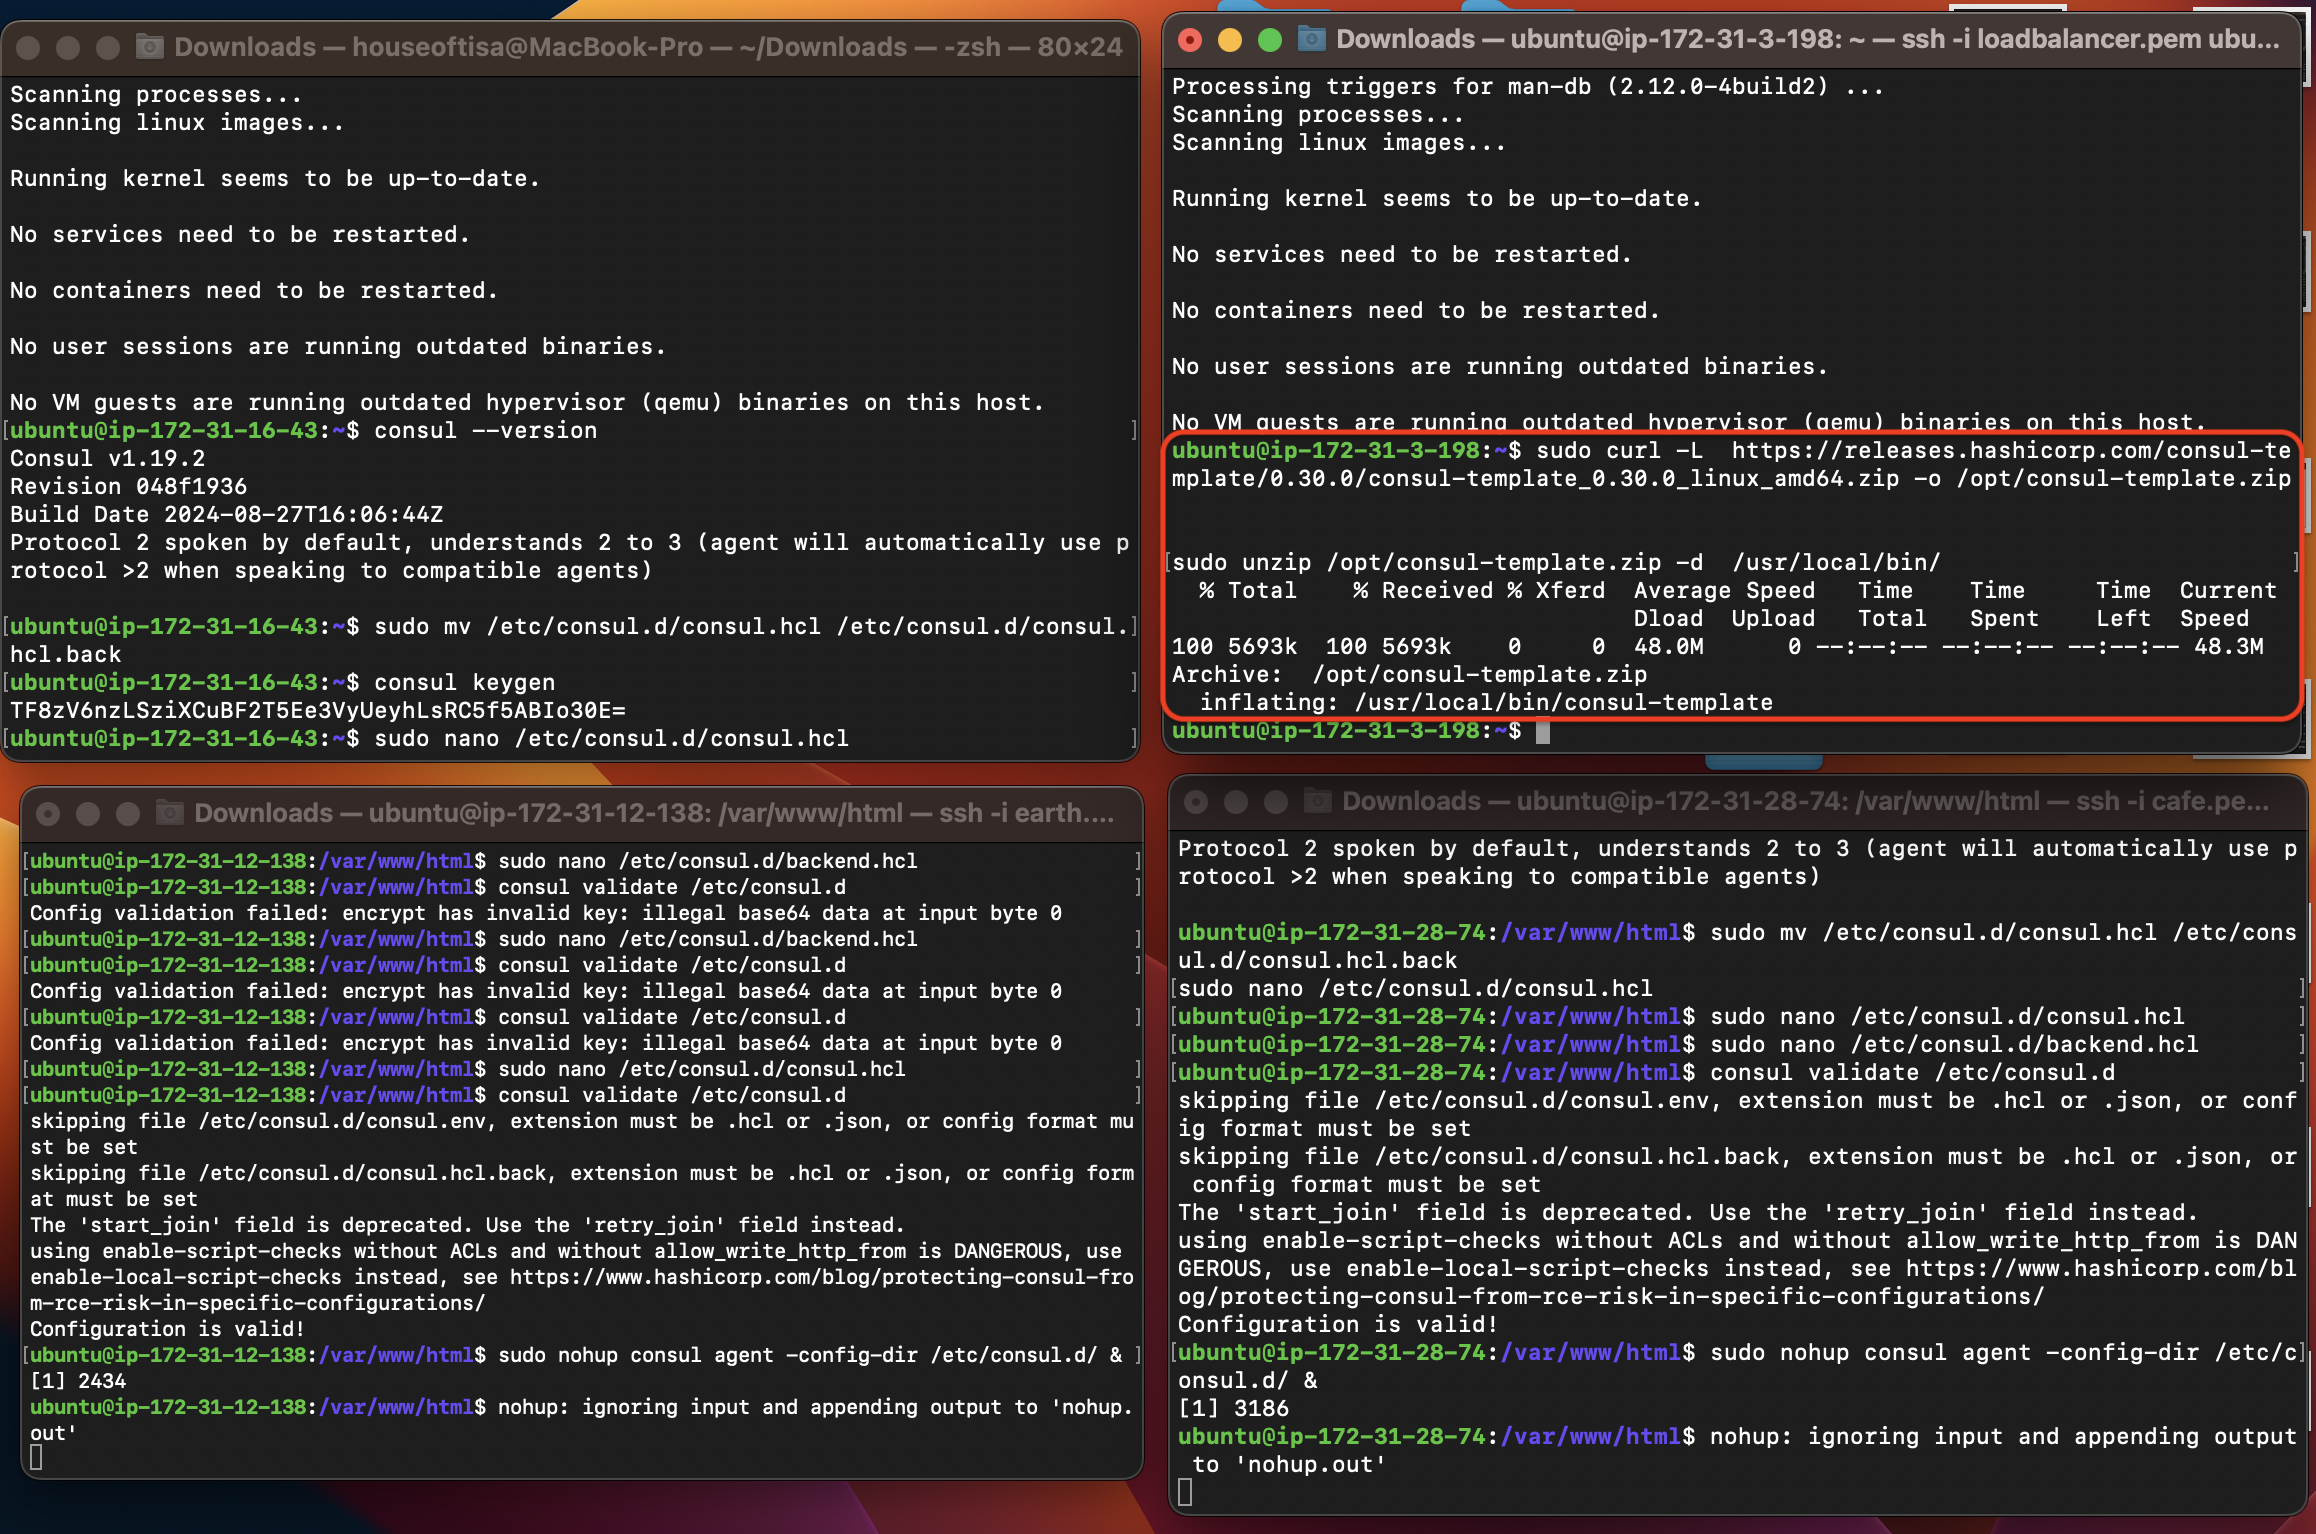 Downloads — houseoftisa@MacBook-Pro — ~/Downloads — -zsh — 80×24
Scanning processes...
Scanning linux images...
Running kernel seems to be up-to-date.
No services need to be restarted.
No containers need to be restarted.
No user sessions are running outdated binaries.
No VM guests are running outdated hypervisor (qemu) binaries on this host.
[ubuntu@ip-172-31-16-43:~$ consul --version ]
Consul v1.19.2
Revision 048f1936
Build Date 2024-08-27T16:06:44Z
Protocol 2 spoken by default, understands 2 to 3 (agent will automatically use p
rotocol >2 when speaking to compatible agents)
[ubuntu@ip-172-31-16-43:~$ sudo mv /etc/consul.d/consul.hcl /etc/consul.d/consul.]
hcl.back
[ubuntu@ip-172-31-16-43:~$ consul keygen ]
TF8zV6nzLSziXCuBF2T5Ee3VyUeyhLsRC5f5ABIo30E=
[ubuntu@ip-172-31-16-43:~$ sudo nano /etc/consul.d/consul.hcl ]
Downloads — ubuntu@ip-172-31-3-198: ~ — ssh -i loadbalancer.pem ubu...
Processing triggers for man-db (2.12.0-4build2) ...
Scanning processes...
Scanning linux images...
Running kernel seems to be up-to-date.
No services need to be restarted.
No containers need to be restarted.
No user sessions are running outdated binaries.
No VM guests are running outdated hypervisor (qemu) binaries on this host.
ubuntu@ip-172-31-3-198:~$ sudo curl -L  https://releases.hashicorp.com/consul-te
mplate/0.30.0/consul-template_0.30.0_linux_amd64.zip -o /opt/consul-template.zip
[sudo unzip /opt/consul-template.zip -d  /usr/local/bin/ ]
% Total    % Received % Xferd  Average Speed   Time    Time     Time  Current
Dload  Upload   Total   Spent    Left  Speed
100 5693k  100 5693k    0     0  48.0M      0 --:--:-- --:--:-- --:--:-- 48.3M
Archive:  /opt/consul-template.zip
inflating: /usr/local/bin/consul-template
ubuntu@ip-172-31-3-198:~$
Downloads — ubuntu@ip-172-31-12-138: /var/www/html — ssh -i earth....
[ubuntu@ip-172-31-12-138:/var/www/html$ sudo nano /etc/consul.d/backend.hcl ]
[ubuntu@ip-172-31-12-138:/var/www/html$ consul validate /etc/consul.d ]
Config validation failed: encrypt has invalid key: illegal base64 data at input byte 0
[ubuntu@ip-172-31-12-138:/var/www/html$ sudo nano /etc/consul.d/backend.hcl ]
[ubuntu@ip-172-31-12-138:/var/www/html$ consul validate /etc/consul.d ]
Config validation failed: encrypt has invalid key: illegal base64 data at input byte 0
[ubuntu@ip-172-31-12-138:/var/www/html$ consul validate /etc/consul.d ]
Config validation failed: encrypt has invalid key: illegal base64 data at input byte 0
[ubuntu@ip-172-31-12-138:/var/www/html$ sudo nano /etc/consul.d/consul.hcl ]
[ubuntu@ip-172-31-12-138:/var/www/html$ consul validate /etc/consul.d ]
skipping file /etc/consul.d/consul.env, extension must be .hcl or .json, or config format mu
st be set
skipping file /etc/consul.d/consul.hcl.back, extension must be .hcl or .json, or config form
at must be set
The 'start_join' field is deprecated. Use the 'retry_join' field instead.
using enable-script-checks without ACLs and without allow_write_http_from is DANGEROUS, use
enable-local-script-checks instead, see https://www.hashicorp.com/blog/protecting-consul-fro
m-rce-risk-in-specific-configurations/
Configuration is valid!
[ubuntu@ip-172-31-12-138:/var/www/html$ sudo nohup consul agent -config-dir /etc/consul.d/ & ]
[1] 2434
ubuntu@ip-172-31-12-138:/var/www/html$ nohup: ignoring input and appending output to 'nohup.
out'
Downloads — ubuntu@ip-172-31-28-74: /var/www/html — ssh -i cafe.pe...
Protocol 2 spoken by default, understands 2 to 3 (agent will automatically use p
rotocol >2 when speaking to compatible agents)
ubuntu@ip-172-31-28-74:/var/www/html$ sudo mv /etc/consul.d/consul.hcl /etc/cons
ul.d/consul.hcl.back
[sudo nano /etc/consul.d/consul.hcl ]
[ubuntu@ip-172-31-28-74:/var/www/html$ sudo nano /etc/consul.d/consul.hcl ]
[ubuntu@ip-172-31-28-74:/var/www/html$ sudo nano /etc/consul.d/backend.hcl ]
[ubuntu@ip-172-31-28-74:/var/www/html$ consul validate /etc/consul.d ]
skipping file /etc/consul.d/consul.env, extension must be .hcl or .json, or conf
ig format must be set
skipping file /etc/consul.d/consul.hcl.back, extension must be .hcl or .json, or
config format must be set
The 'start_join' field is deprecated. Use the 'retry_join' field instead.
using enable-script-checks without ACLs and without allow_write_http_from is DAN
GEROUS, use enable-local-script-checks instead, see https://www.hashicorp.com/bl
og/protecting-consul-from-rce-risk-in-specific-configurations/
Configuration is valid!
[ubuntu@ip-172-31-28-74:/var/www/html$ sudo nohup consul agent -config-dir /etc/c]
onsul.d/ &
[1] 3186
ubuntu@ip-172-31-28-74:/var/www/html$ nohup: ignoring input and appending output
to 'nohup.out'